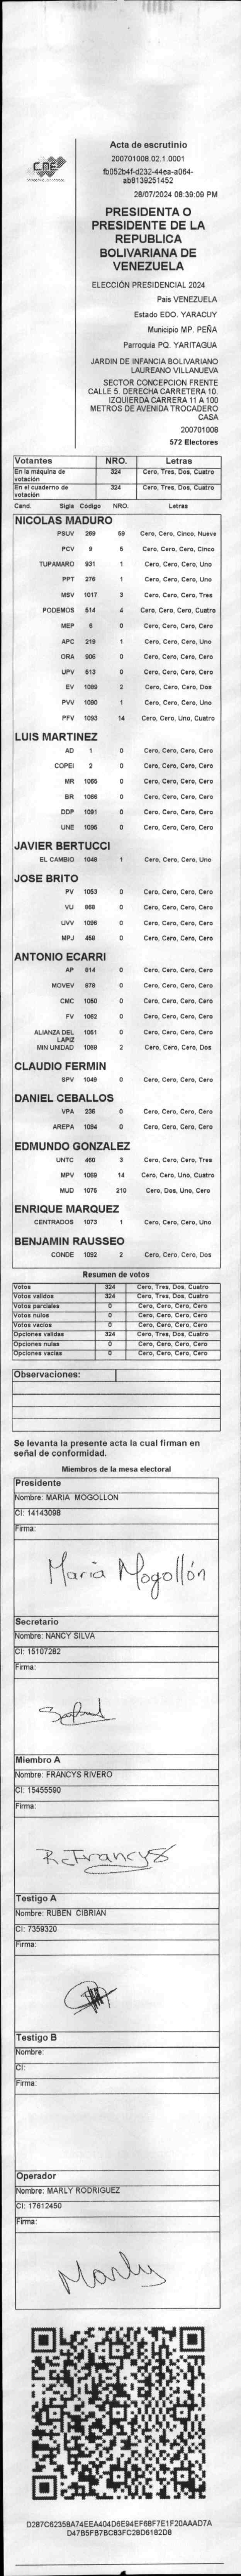 CNE
Acta de escrutinio
200701008.02.1.0001
fb052b4f-d232-44ea-a064-
ab8139251452
28/07/2024 08:39:09 PM
PRESIDENTA O
PRESIDENTE DE LA
REPUBLICA
BOLIVARIANA DE
VENEZUELA
ELECCIÓN PRESIDENCIAL 2024
Pais VENEZUELA
Estado EDO. YARACUY
Municipio MP. PEÑA
Parroquia PQ. YARITAGUA
JARDIN DE INFANCIA BOLIVARIANO
LAUREANO VILLANUEVA
SECTOR CONCEPCION FRENTE
CALLE 5. DERECHA CARRETERA 10.
IZQUIERDA CARRERA 11 A 100
METROS DE AVENIDA TROCADERO
CASA
200701008
572 Electores
Votantes NRO. Letras
En la máquina de votación 324 Cero, Tres, Dos, Cuatro
En el cuaderno de votación 324 Cero, Tres, Dos, Cuatro
Cand. Sigla Codigo NRO. Letras
NICOLAS MADURO
PSUV 269 59 Cero, Cero, Cinco, Nueve
PCV 9 5 Cero, Cero, Cero, Cinco
TUPAMARO 931 1 Cero, Cero, Cero, Uno
PPT 276 1 Cero, Cero, Cero, Uno
MSV 1017 3 Cero, Cero, Cero, Tres
PODEMOS 514 4 Cero, Cero, Cero, Cuatro
MEP 6 0 Cero, Cero, Cero, Cero
APC 219 1 Cero, Cero, Cero, Uno
ORA 906 0 Cero, Cero, Cero, Cero
UPV 513 0 Cero, Cero, Cero, Cero
EV 1089 2 Cero, Cero, Cero, Dos
PVV 1090 1 Cero, Cero, Cero, Uno
PFV 1093 14 Cero, Cero, Uno, Cuatro
LUIS MARTINEZ
AD 1 0 Cero, Cero, Cero, Cero
COPEI 2 0 Cero, Cero, Cero, Cero
MR 1065 0 Cero, Cero, Cero, Cero
BR 1086 0 Cero, Cero, Cero, Cero
DDP 1091 0 Cero, Cero, Cero, Cero
UNE 1095 0 Cero, Cero, Cero, Cero
JAVIER BERTUCCI
EL CAMBIO 1048 1 Cero, Cero, Cero, Uno
JOSE BRITO
PV 1053 0 Cero, Cero, Cero, Cero
VU 969 0 Cero, Cero, Cero, Cero
UVV 1096 0 Cero, Cero, Cero, Cero
MPJ 458 0 Cero, Cero, Cero, Cero
ANTONIO ECARRI
AP 914 0 Cero, Cero, Cero, Cero
MOVEV 979 0 Cero, Cero, Cero, Cero
CMC 1050 0 Cero, Cero, Cero, Cero
FV 1062 0 Cero, Cero, Cero, Cero
ALIANZA DEL LAPIZ 1051 0 Cero, Cero, Cero, Cero
MIN UNIDAD 1068 2 Cero, Cero, Cero, Dos
CLAUDIO FERMIN
SPV 1049 0 Cero, Cero, Cero, Cero
DANIEL CEBALLOS
VPA 236 0 Cero, Cero, Cero, Cero
AREPA 1094 0 Cero, Cero, Cero, Cero
EDMUNDO GONZALEZ
UNTC 460 3 Cero, Cero, Cero, Tres
MPV 1069 14 Cero, Cero, Uno, Cuatro
MUD 1076 210 Cero, Dos, Uno, Cero
ENRIQUE MARQUEZ
CENTRADOS 1073 1 Cero, Cero, Cero, Uno
BENJAMIN RAUSSEO
CONDE 1092 2 Cero, Cero, Cero, Dos
Resumen de votos
Votos 324 Cero, Tres, Dos, Cuatro
Votos validos 324 Cero, Tres, Dos, Cuatro
Votos parciales 0 Cero, Cero, Cero, Cero
Votos nulos 0 Cero, Cero, Cero, Cero
Votos vacios 0 Cero, Cero, Cero, Cero
Opciones validas 324 Cero, Tres, Dos, Cuatro
Opciones nulas 0 Cero, Cero, Cero, Cero
Opciones vacias 0 Cero, Cero, Cero, Cero
Observaciones:
Se levanta la presente acta la cual firman en
señal de conformidad.
Miembros de la mesa electoral
Presidente
Nombre: MARIA MOGOLLON
CI: 14143098
Firma:
Maria Mogollón
Secretario
Nombre: NANCY SILVA
CI: 15107282
Firma:
Miembro A
Nombre: FRANCYS RIVERO
CI: 15455590
Firma:
R. Francys
Testigo A
Nombre: RUBEN CIBRIAN
CI: 7359320
Firma:
Testigo B
Nombre:
CI:
Firma:
Operador
Nombre: MARLY RODRIGUEZ
CI: 17612450
Firma:
Marly
D287C62358A74EEA404D6E94EF68F7E1F20AAAD7A
D47B5FB7BC83FC28D6182D8